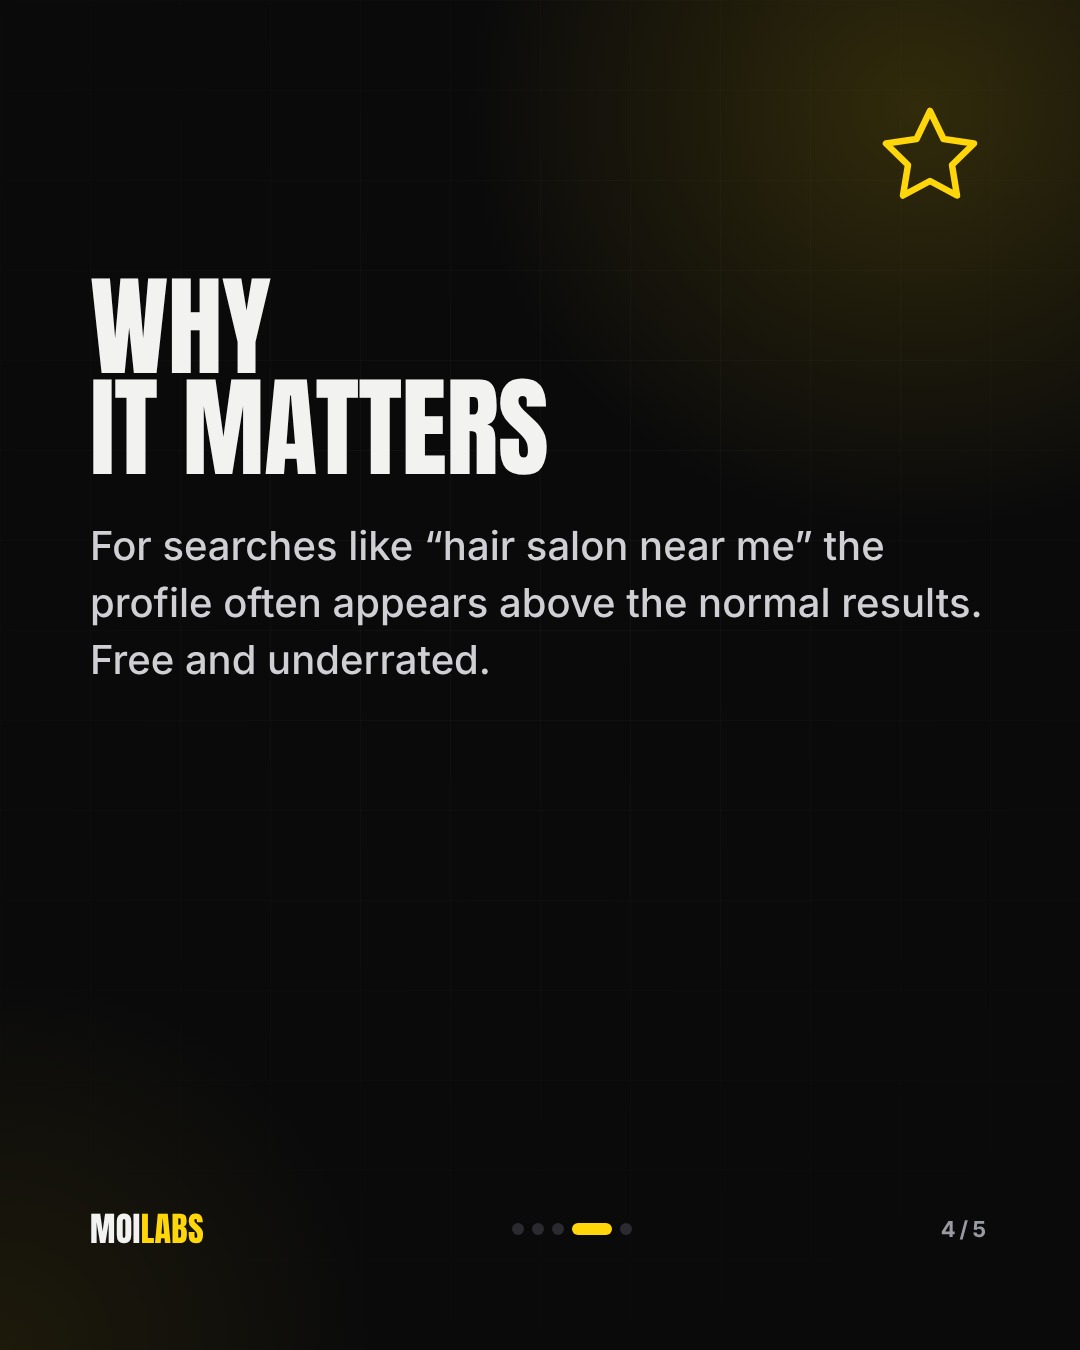 WHY
IT MATTERS
For searches like “hair salon near me” the
profile often appears above the normal results.
Free and underrated.
MOILABS
4/5